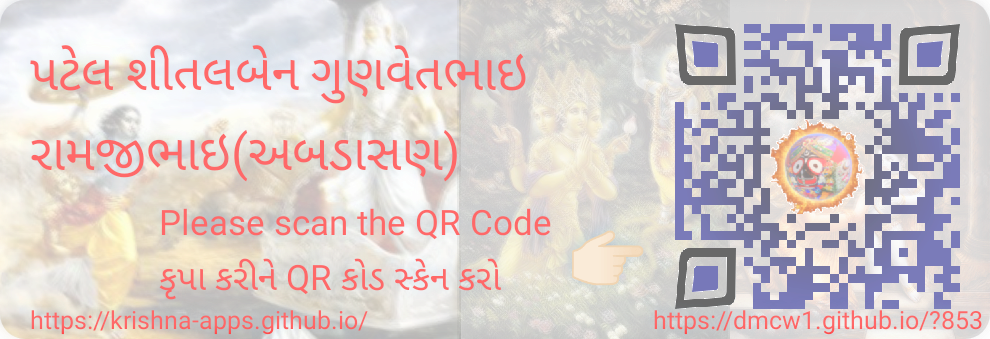 પટેલ શીતલબેન ગુણવેતભાઇ
રામજીભાઇ(અબડાસણ)
Please scan the QR Code
કૃપા કરીને QR કોડ સ્કેન કરો
https://krishna-apps.github.io/
https://dmcw1.github.io/?853